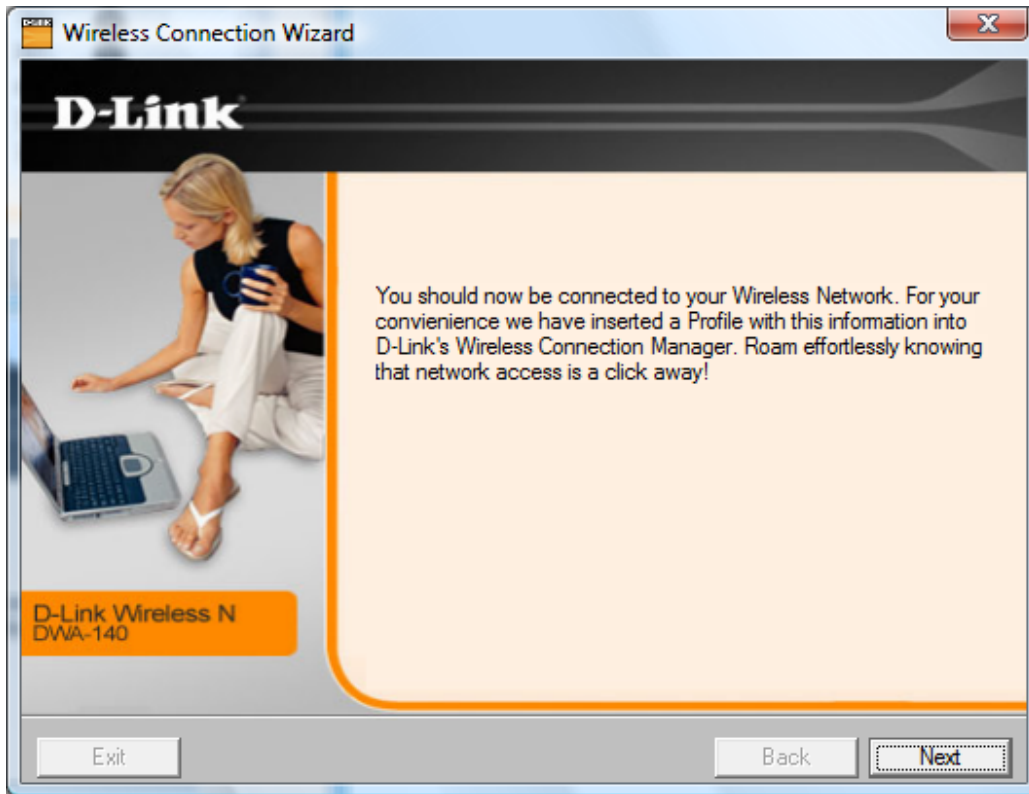 Wireless Connection Wizard
D-Link
You should now be connected to your Wireless Network. For your
convienience we have inserted a Profile with this information into
D-Link's Wireless Connection Manager. Roam effortlessly knowing
that network access is a click away!
D-Link Wireless N
DWA-140
Exit
Back
Next